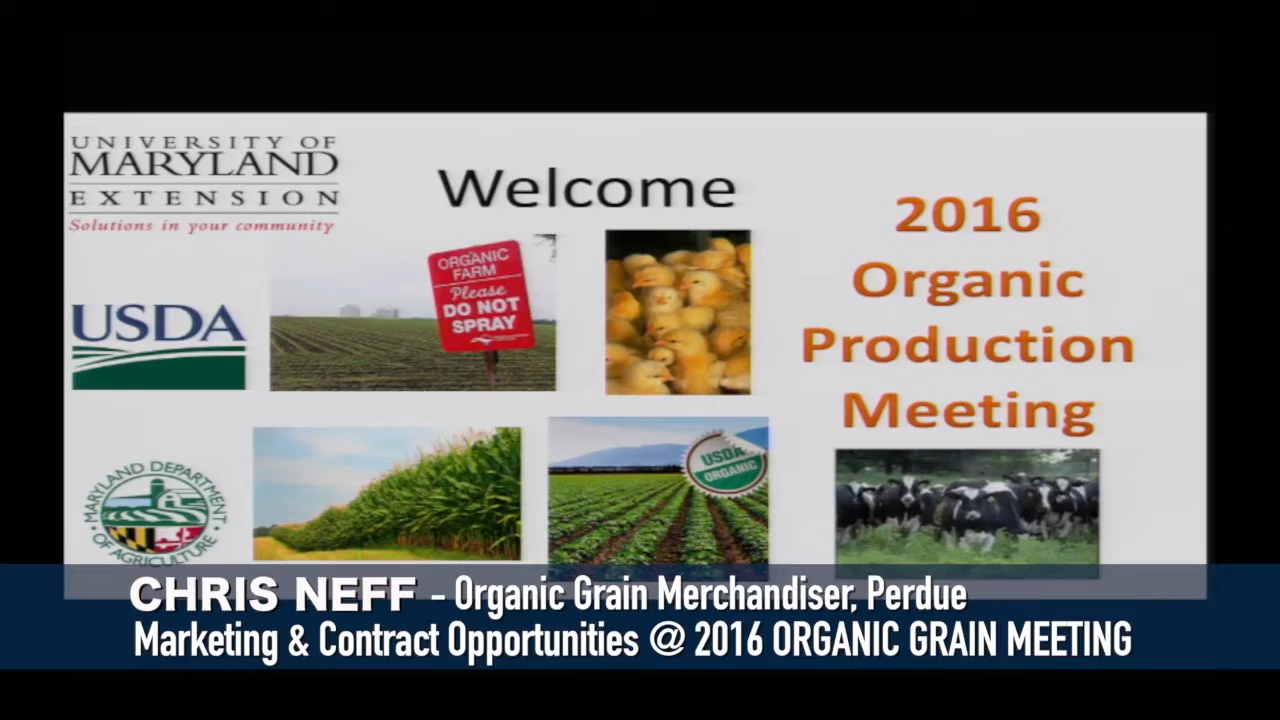 UNIVERSITY OF
MARYLAND
EXTENSION
Solutions in your community
Welcome
2016
Organic
Production
Meeting
USDA
ORGANIC
FARM
Please
DO NOT
SPRAY
USDA
ORGANIC
MARYLAND DEPARTMENT
OF AGRICULTURE
CHRIS NEFF - Organic Grain Merchandiser, Perdue
Marketing & Contract Opportunities @ 2016 ORGANIC GRAIN MEETING